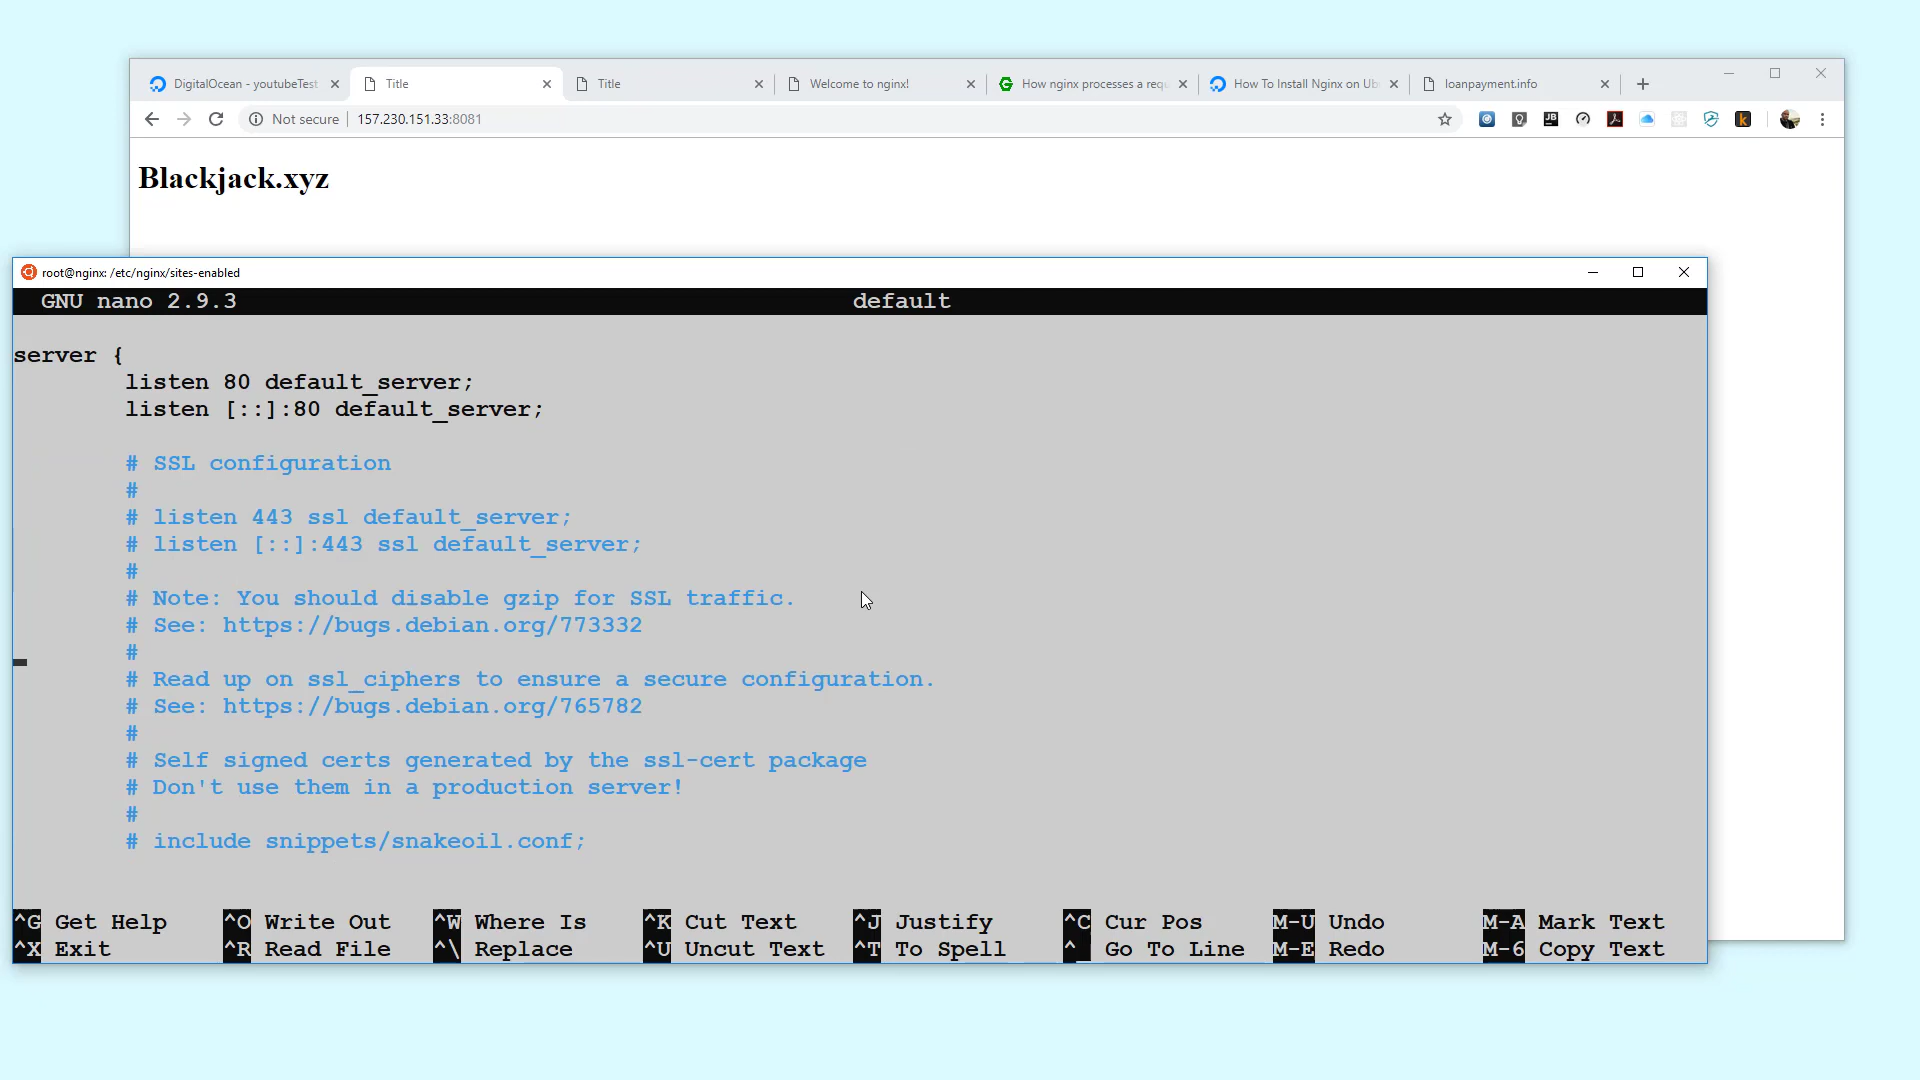 DigitalOcean - youtubeTest
Title
Title
Welcome to nginx!
How nginx processes a requ
How To Install Nginx on Ub
loanpayment.info
Not secure
157.230.151.33:8081
Blackjack.xyz
root@nginx: /etc/nginx/sites-enabled
GNU nano 2.9.3 default
server {
listen 80 default_server;
listen [::]:80 default_server;
# SSL configuration
#
# listen 443 ssl default_server;
# listen [::]:443 ssl default_server;
#
# Note: You should disable gzip for SSL traffic.
# See: https://bugs.debian.org/773332
#
# Read up on ssl_ciphers to ensure a secure configuration.
# See: https://bugs.debian.org/765782
#
# Self signed certs generated by the ssl-cert package
# Don't use them in a production server!
#
# include snippets/snakeoil.conf;
^G Get Help ^O Write Out ^W Where Is ^K Cut Text ^J Justify ^C Cur Pos M-U Undo M-A Mark Text
^X Exit ^R Read File ^\ Replace ^U Uncut Text ^T To Spell ^_ Go To Line M-E Redo M-6 Copy Text